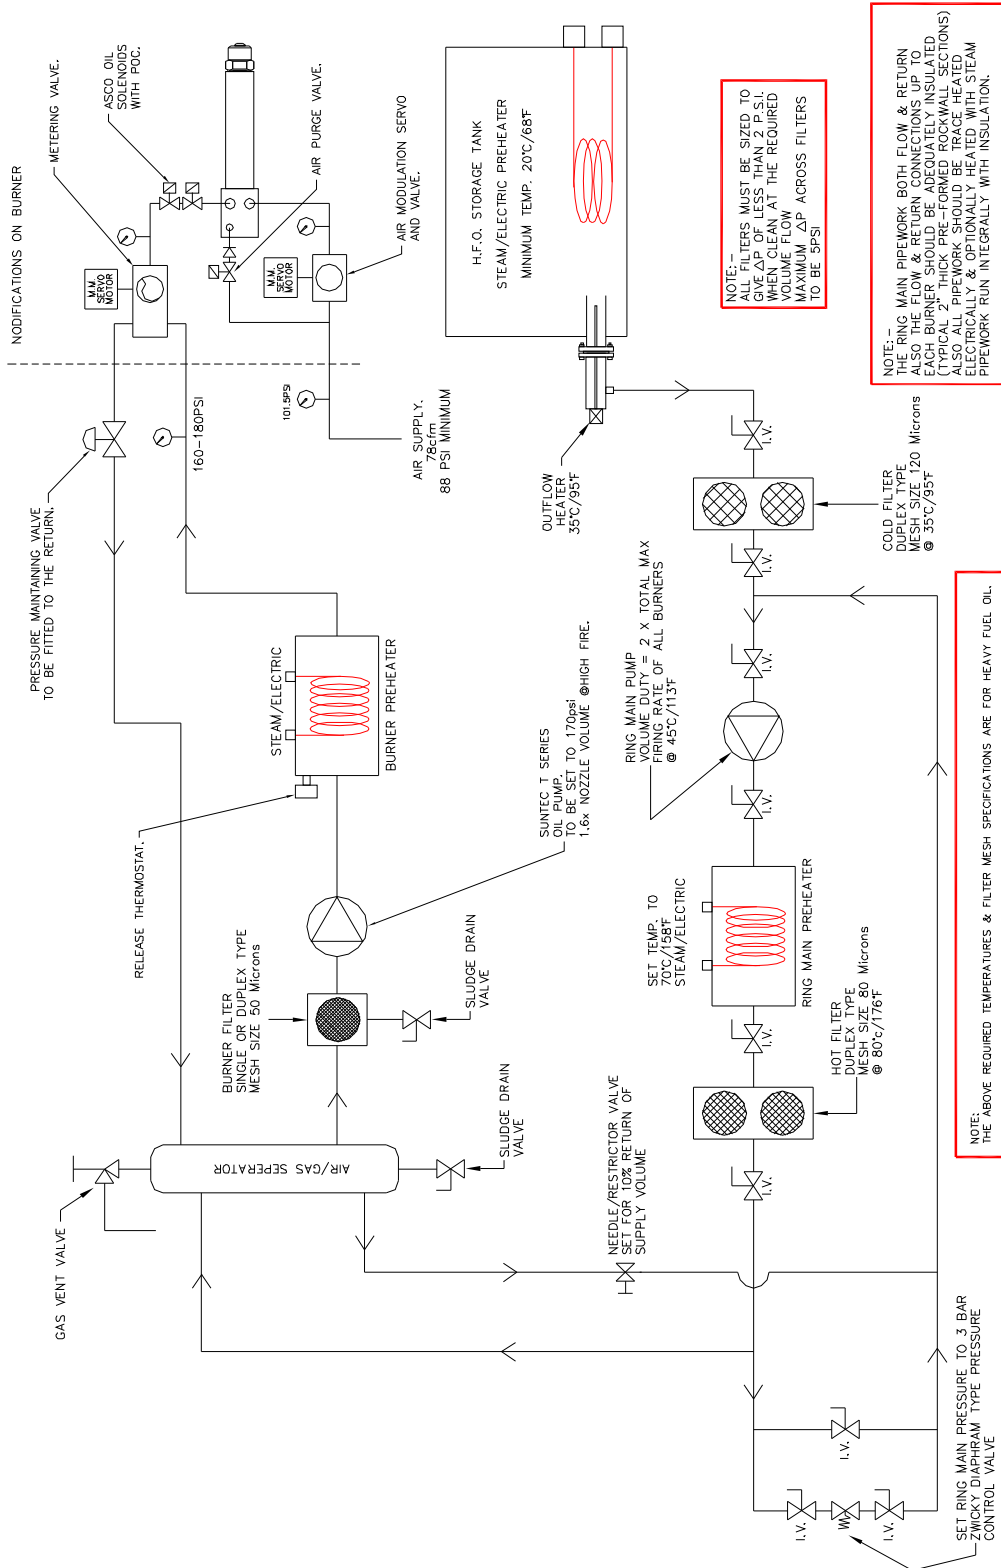 NODIFICATIONS ON BURNER
METERING VALVE.
ASCO OIL
SOLENOIDS
WITH POC.
M.M.
SERVO
MOTOR
AIR PURGE VALVE.
M.M.
SERVO
MOTOR
AIR MODULATION SERVO
AND VALVE.
PRESSURE MAINTAINING VALVE
TO BE FITTED TO THE RETURN.
160-180PSI
101.5PSI
AIR SUPPLY.
78cfm
88 PSI MINIMUM
H.F.O. STORAGE TANK
STEAM/ELECTRIC PREHEATER
MINIMUM TEMP. 20°C/68°F
OUTFLOW
HEATER
35°C/95°F
NOTE:-
ALL FILTERS MUST BE SIZED TO
GIVE △P OF LESS THAN 2 P.S.I.
WHEN CLEAN AT THE REQUIRED
VOLUME FLOW
MAXIMUM △P ACROSS FILTERS
TO BE 5PSI
NOTE:-
THE RING MAIN PIPEWORK BOTH FLOW & RETURN
ALSO THE FLOW & RETURN CONNECTIONS UP TO
EACH BURNER SHOULD BE ADEQUATELY INSULATED
(TYPICAL 2" THICK PRE-FORMED ROCKWALL SECTIONS)
ALSO ALL PIPEWORK SHOULD BE TRACE HEATED
ELECTRICALLY & OPTIONALLY HEATED WITH STEAM
PIPEWORK RUN INTEGRALLY WITH INSULATION.
RELEASE THERMOSTAT.
STEAM/ELECTRIC
BURNER PREHEATER
SUNTEC T SERIES
OIL PUMP.
TO BE SET TO 170psi
1.6x NOZZLE VOLUME @HIGH FIRE.
BURNER FILTER
SINGLE OR DUPLEX TYPE
MESH SIZE 50 Microns
SLUDGE DRAIN
VALVE
GAS VENT VALVE
AIR/GAS SEPERATOR
SLUDGE DRAIN
VALVE
NEEDLE/RESTRICTOR VALVE
SET FOR 10% RETURN OF
SUPPLY VOLUME
I.V.
COLD FILTER
DUPLEX TYPE
MESH SIZE 120 Microns
@ 35°C/95°F
I.V.
I.V.
RING MAIN PUMP
VOLUME DUTY = 2 X TOTAL MAX
FIRING RATE OF ALL BURNERS
@ 45°C/113°F
I.V.
SET TEMP. TO
70°C/158°F
STEAM/ELECTRIC
RING MAIN PREHEATER
I.V.
HOT FILTER
DUPLEX TYPE
MESH SIZE 80 Microns
@ 80°c/176°F
I.V.
I.V.
I.V.
I.V.
SET RING MAIN PRESSURE TO 3 BAR
ZWICKY DIAPHRAM TYPE PRESSURE
CONTROL VALVE
NOTE:
THE ABOVE REQUIRED TEMPERATURES & FILTER MESH SPECIFICATIONS ARE FOR HEAVY FUEL OIL.